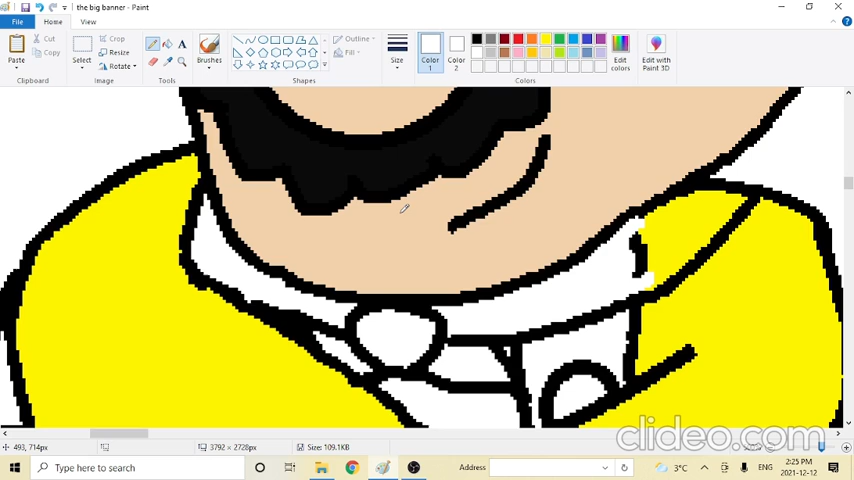 the big banner - Paint
File Home View
Paste Cut Copy Clipboard
Select Crop Resize Rotate Image
Tools
Brushes
Outline Fill Shapes
Size
Color 1 Color 2 Edit colors Colors
Edit with Paint 3D
clideo.com
493, 714px 3792 × 2728px Size: 109.1KB
Type here to search Address 3°C ENG 2:25 PM 2021-12-12